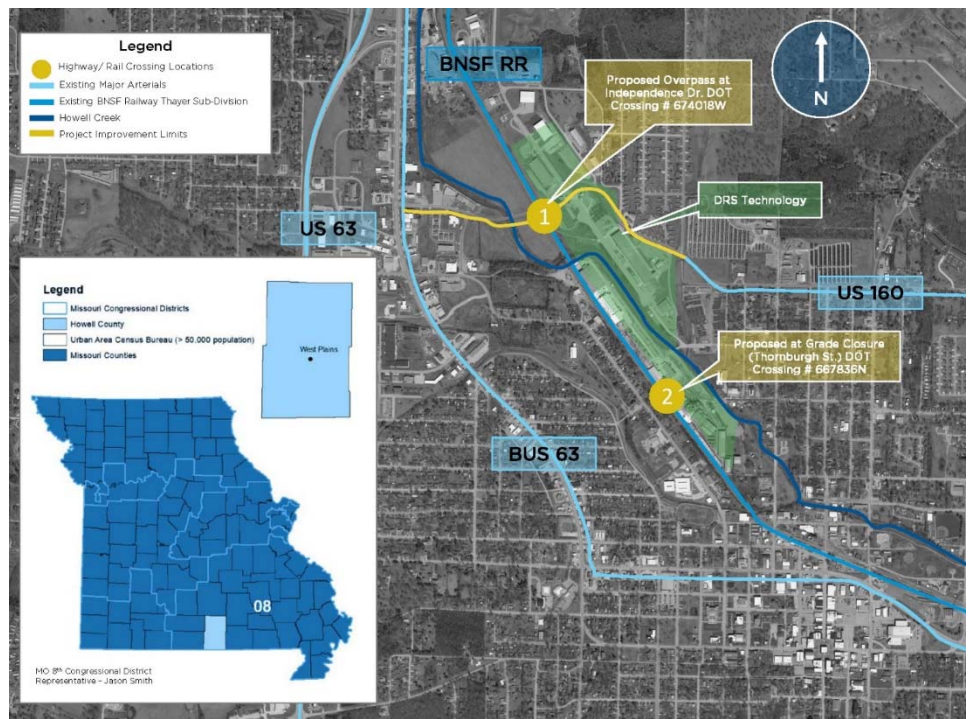 Legend
Highway/ Rail Crossing Locations
Existing Major Arterials
Existing BNSF Railway Thayer Sub-Division
Howell Creek
Project Improvement Limits
BNSF RR
Proposed Overpass at
Independence Dr. DOT
Crossing # 674018W
N
1
DRS Technology
US 63
US 160
Proposed at Grade Closure
(Thornburgh St.) DOT
Crossing # 667836N
2
BUS 63
Legend
Missouri Congressional Districts
Howell County
Urban Area Census Bureau (> 50,000 population)
Missouri Counties
West Plains
08
MO 8th Congressional District
Representative – Jason Smith